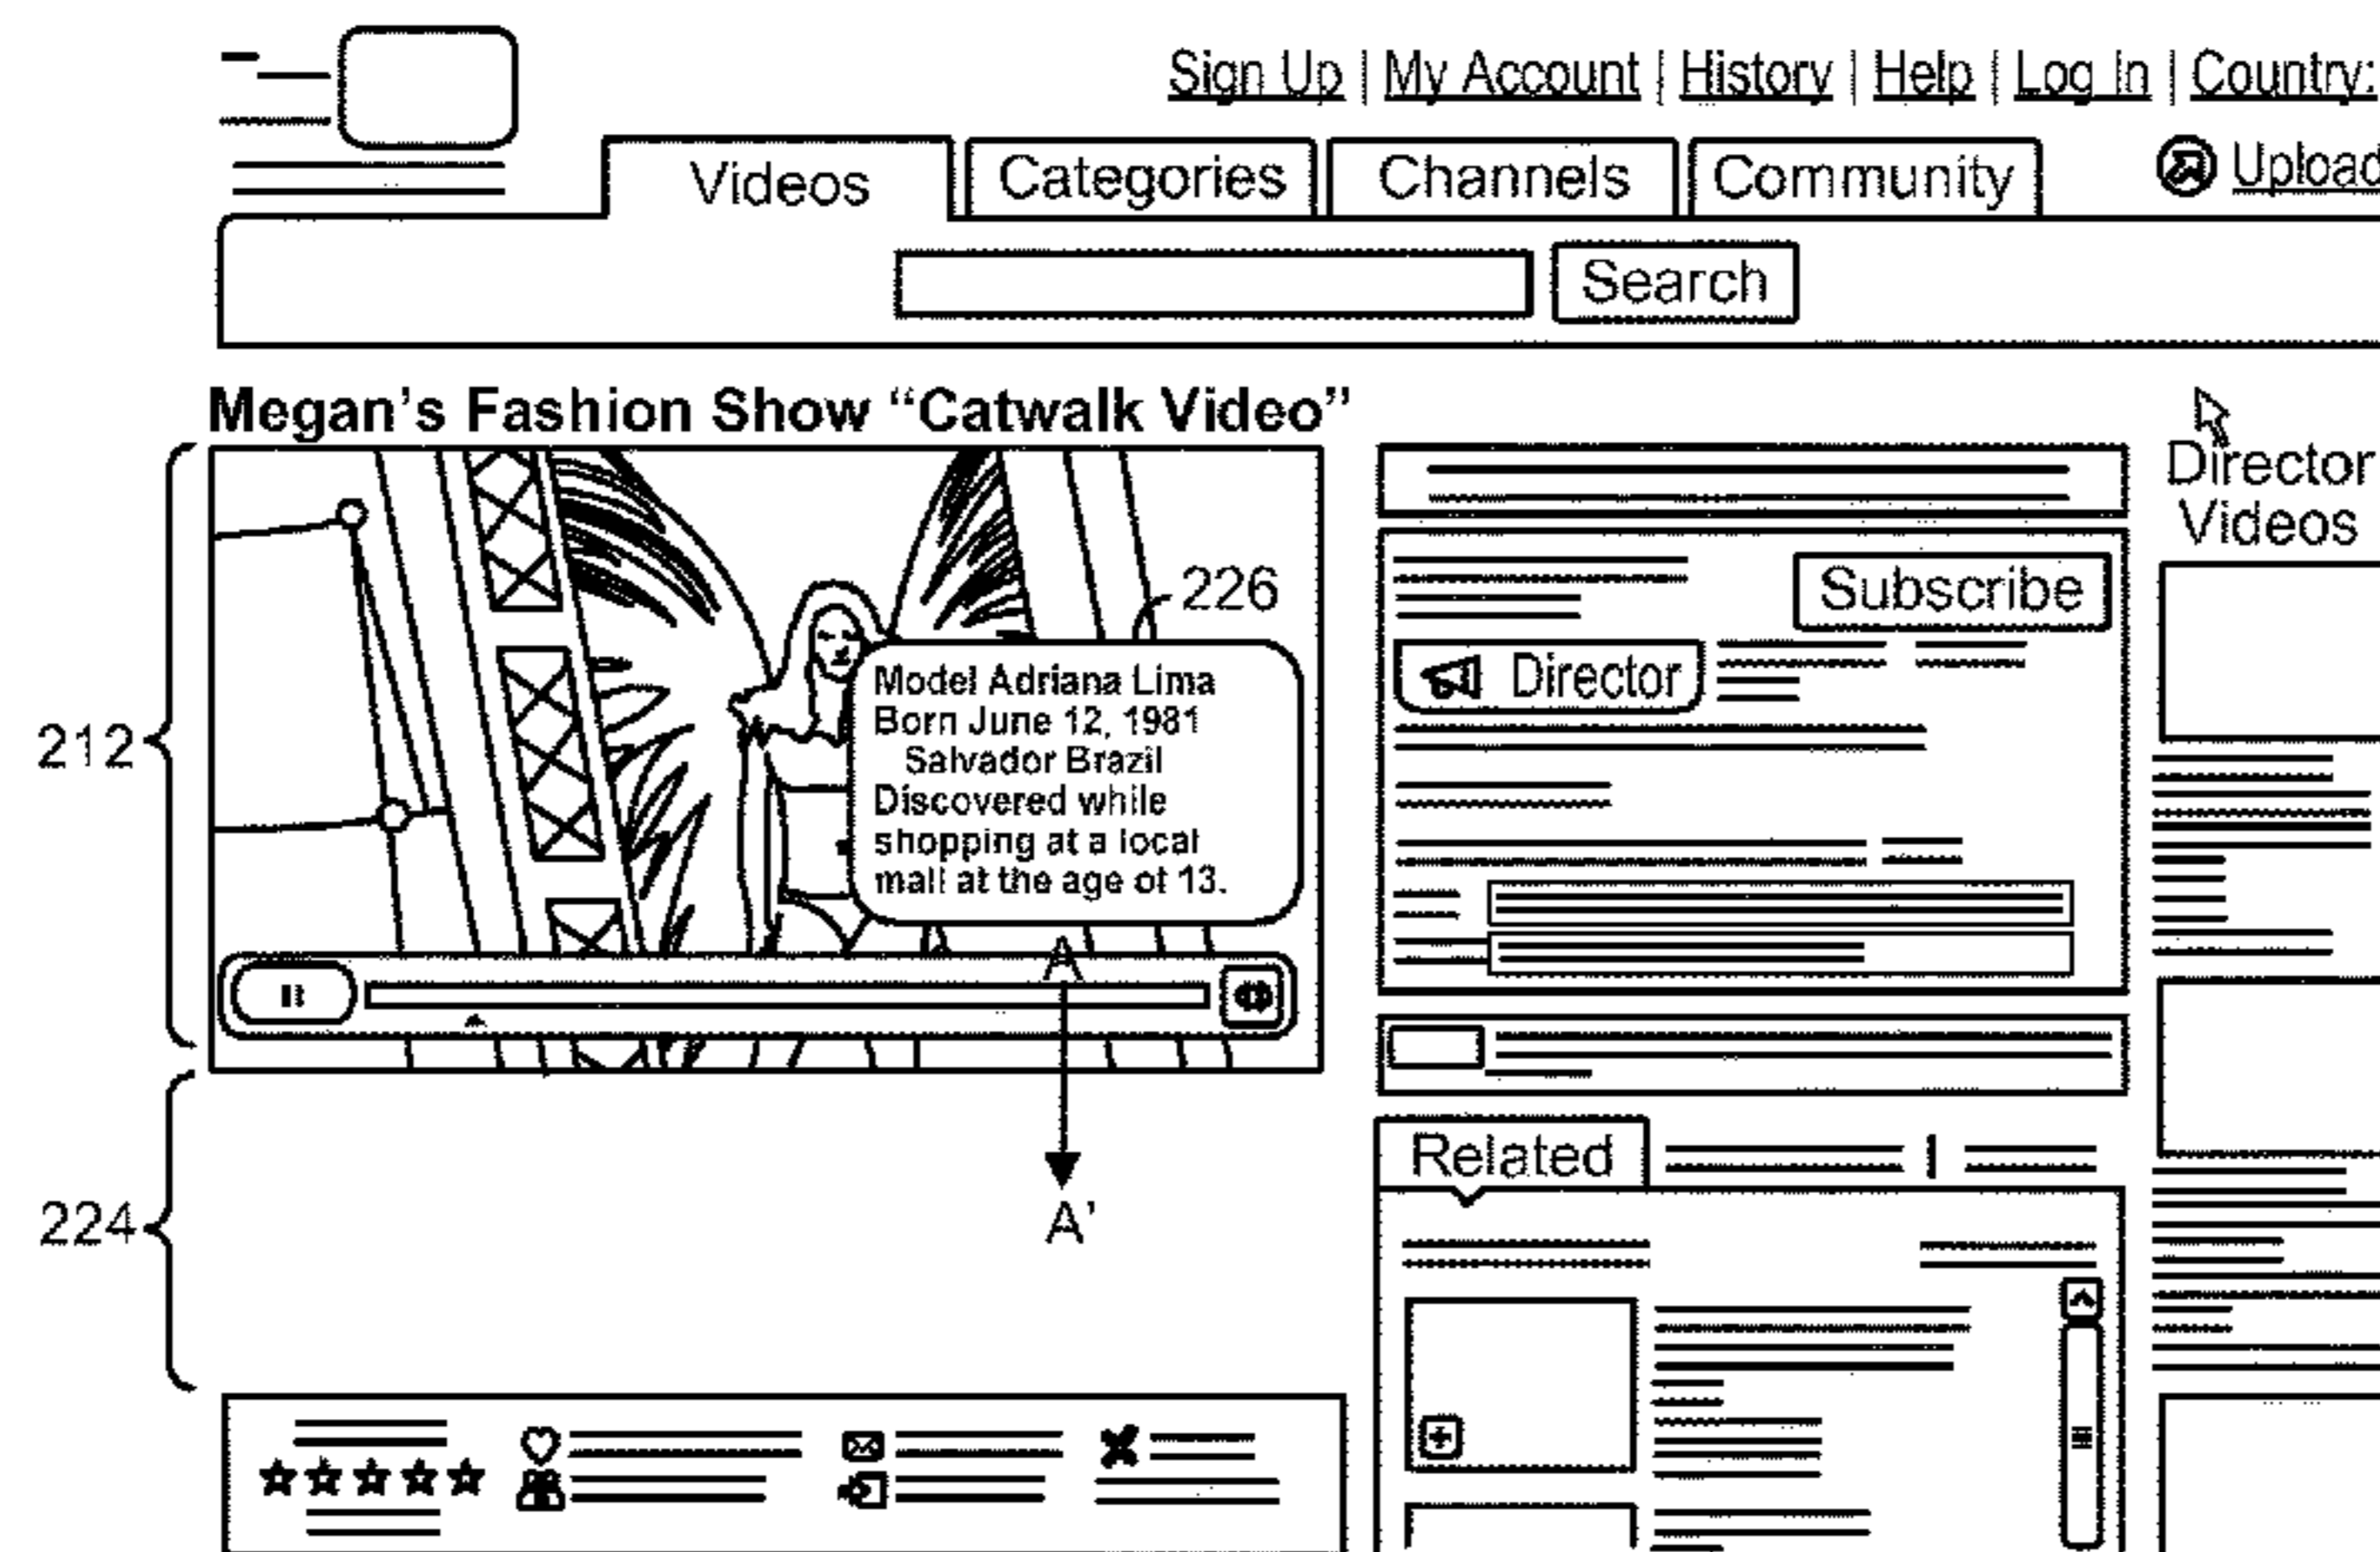 Sign Up | My Account | History | Help | Log In | Country:
Videos
Categories
Channels
Community
Upload
Search
Megan's Fashion Show “Catwalk Video”
Director
Videos
226
Subscribe
Model Adriana Lima
Born June 12, 1981
Salvador Brazil
Discovered while
shopping at a local
mall at the age of 13.
Director
212
A
Related
224
A'